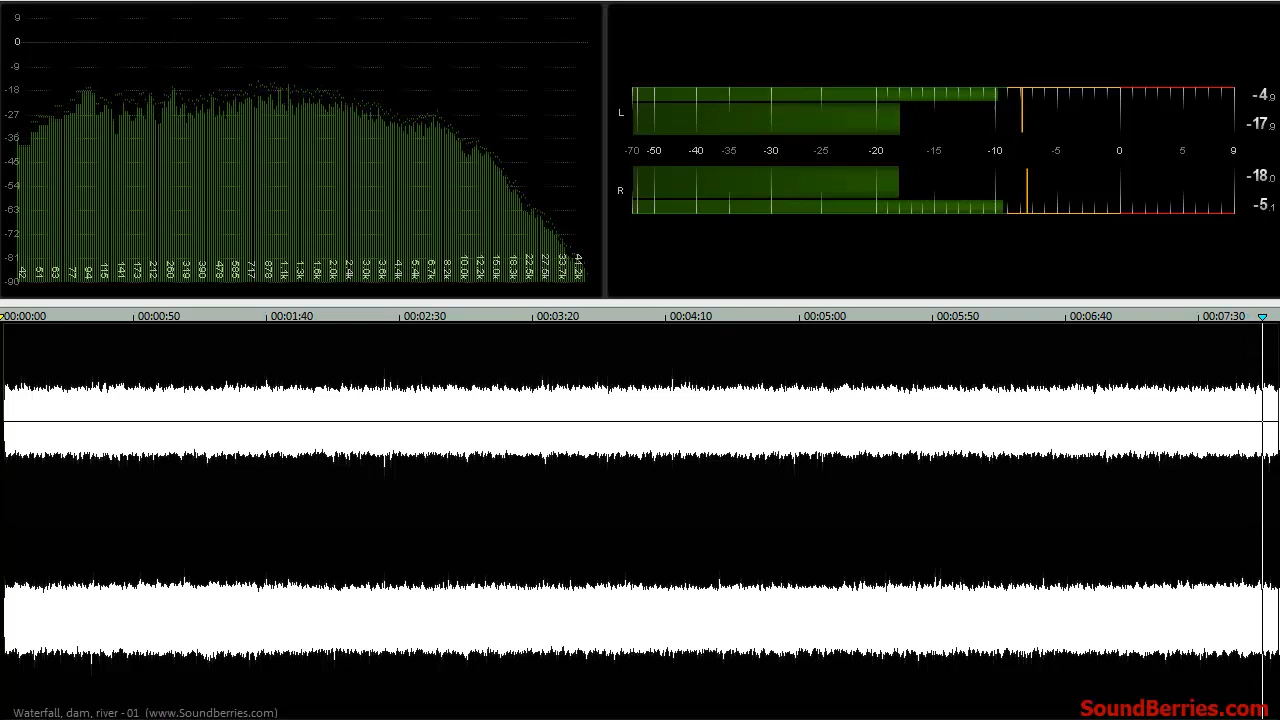 9
0
-9
-18
-27
-36
-45
-54
-63
-72
-81
-90
42 51 63 77 94 115 141 173 212 260 319 390 478 585 717 878 1.1k 1.3k 1.6k 2.0k 2.4k 3.0k 3.6k 4.4k 5.4k 6.7k 8.2k 10.0k 12.2k 15.0k 18.3k 22.5k 27.5k 33.7k 41.2k
-4.9
L
-17.9
-70 -50 -40 -35 -30 -25 -20 -15 -10 -5 0 5 9
-18.0
R
-5.1
00:00:00 00:00:50 00:01:40 00:02:30 00:03:20 00:04:10 00:05:00 00:05:50 00:06:40 00:07:30
Waterfall, dam, river - 01 (www.Soundberries.com)
SoundBerries.com